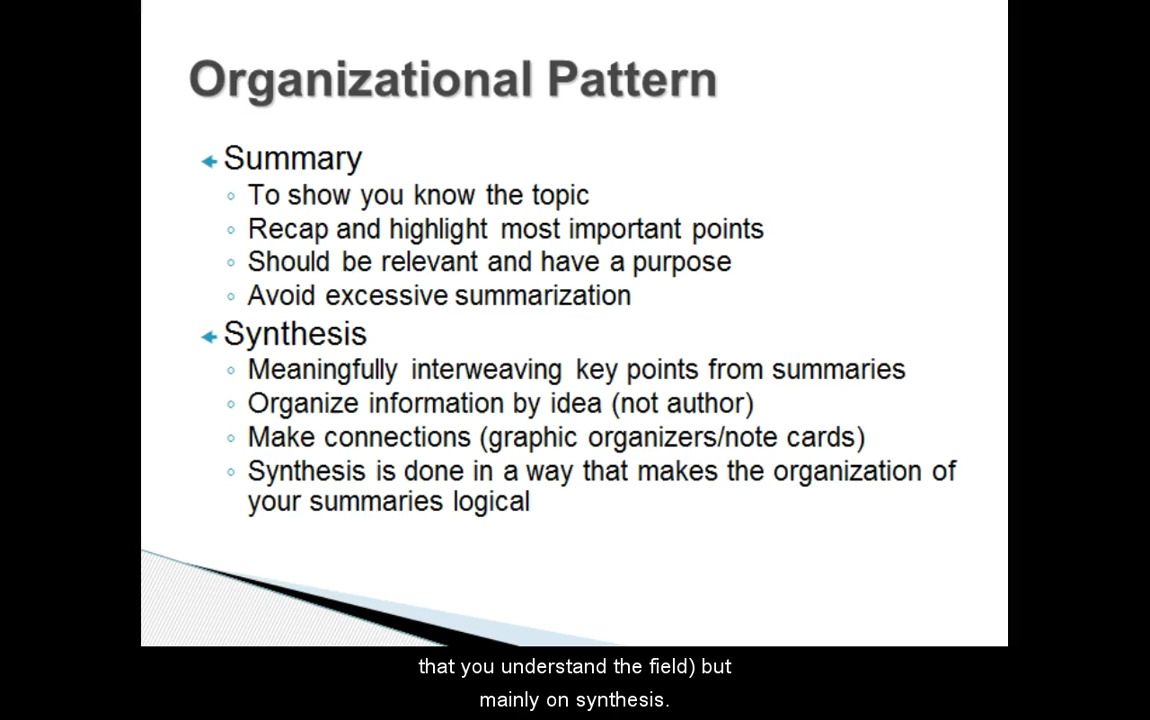 Organizational Pattern
Summary
To show you know the topic
Recap and highlight most important points
Should be relevant and have a purpose
Avoid excessive summarization
Synthesis
Meaningfully interweaving key points from summaries
Organize information by idea (not author)
Make connections (graphic organizers/note cards)
Synthesis is done in a way that makes the organization of
your summaries logical
that you understand the field) but
mainly on synthesis.